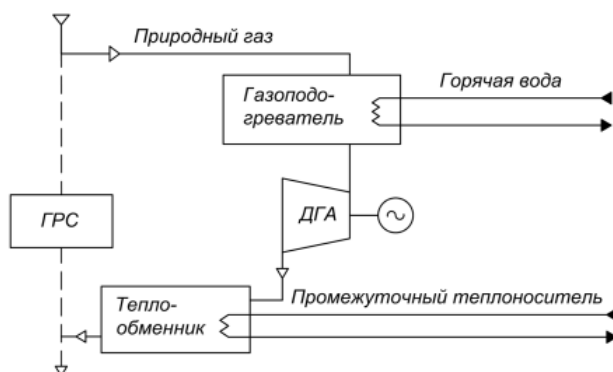 Природный газ
Газоподо-
греватель
Горячая вода
ГРС
ДГА
Тепло-
обменник
Промежуточный теплоноситель